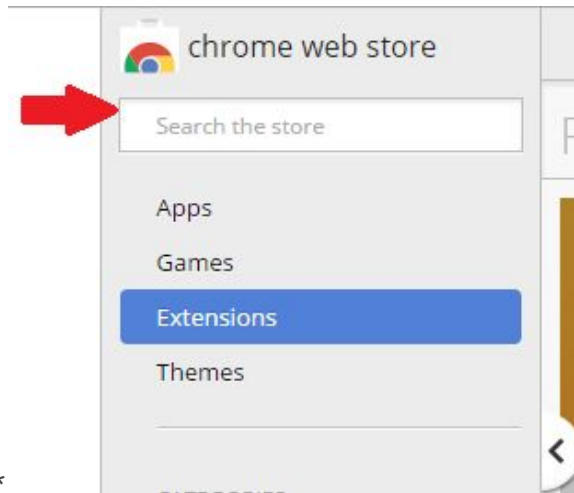 chrome web store
Search the store
Apps
Games
Extensions
Themes